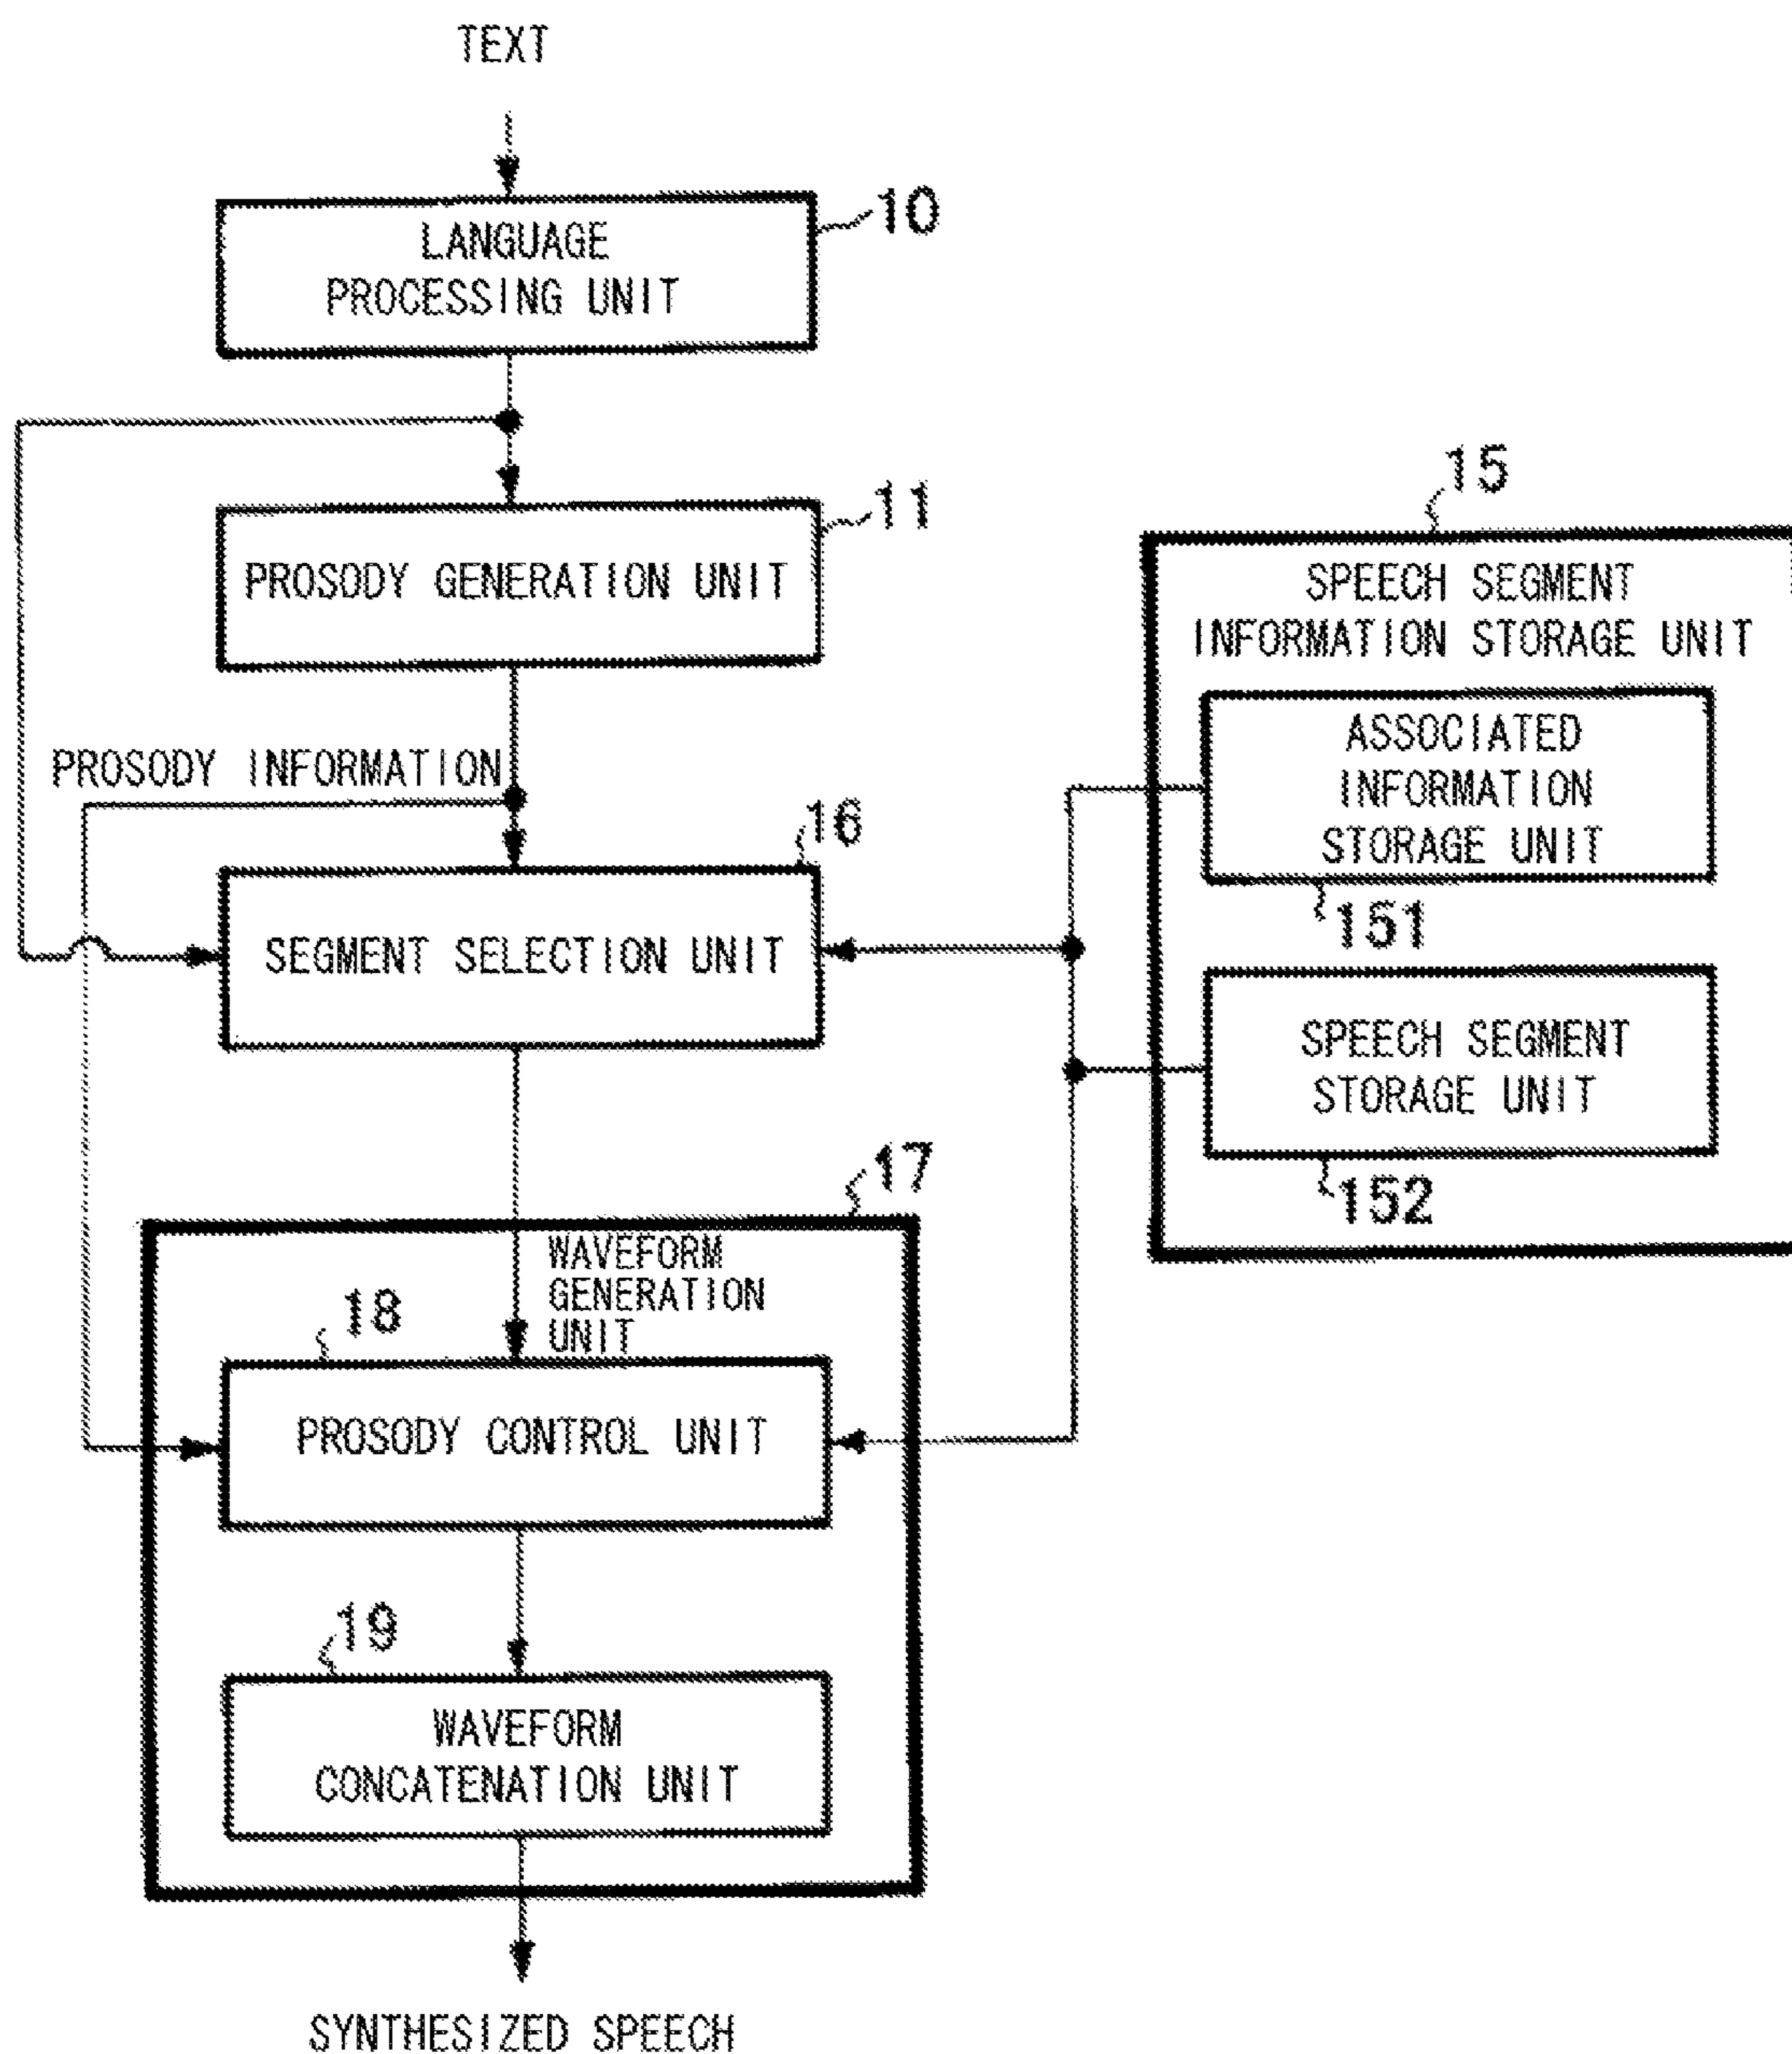 TEXT
10
LANGUAGE
PROCESSING UNIT
11
PROSODY GENERATION UNIT
15
SPEECH SEGMENT
INFORMATION STORAGE UNIT
ASSOCIATED
INFORMATION
STORAGE UNIT
151
PROSODY INFORMATION
16
SEGMENT SELECTION UNIT
SPEECH SEGMENT
STORAGE UNIT
152
17
WAVEFORM
GENERATION
UNIT
18
PROSODY CONTROL UNIT
19
WAVEFORM
CONCATENATION UNIT
SYNTHESIZED SPEECH